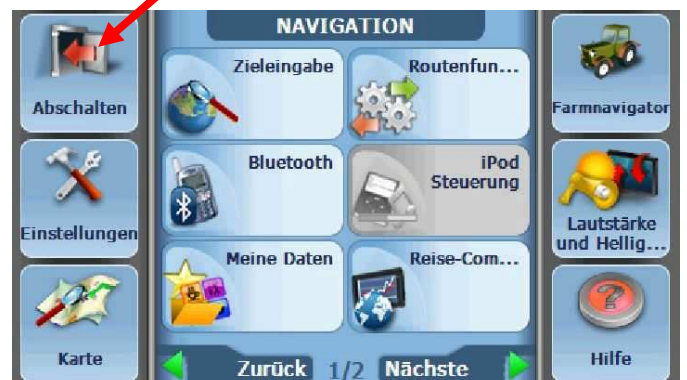 NAVIGATION
Abschalten
Zieleingabe
Routenfun...
Farmnavigator
Einstellungen
Bluetooth
iPod
Steuerung
Lautstärke
und Hellig...
Karte
Meine Daten
Reise-Com...
Hilfe
Zurück 1/2 Nächste